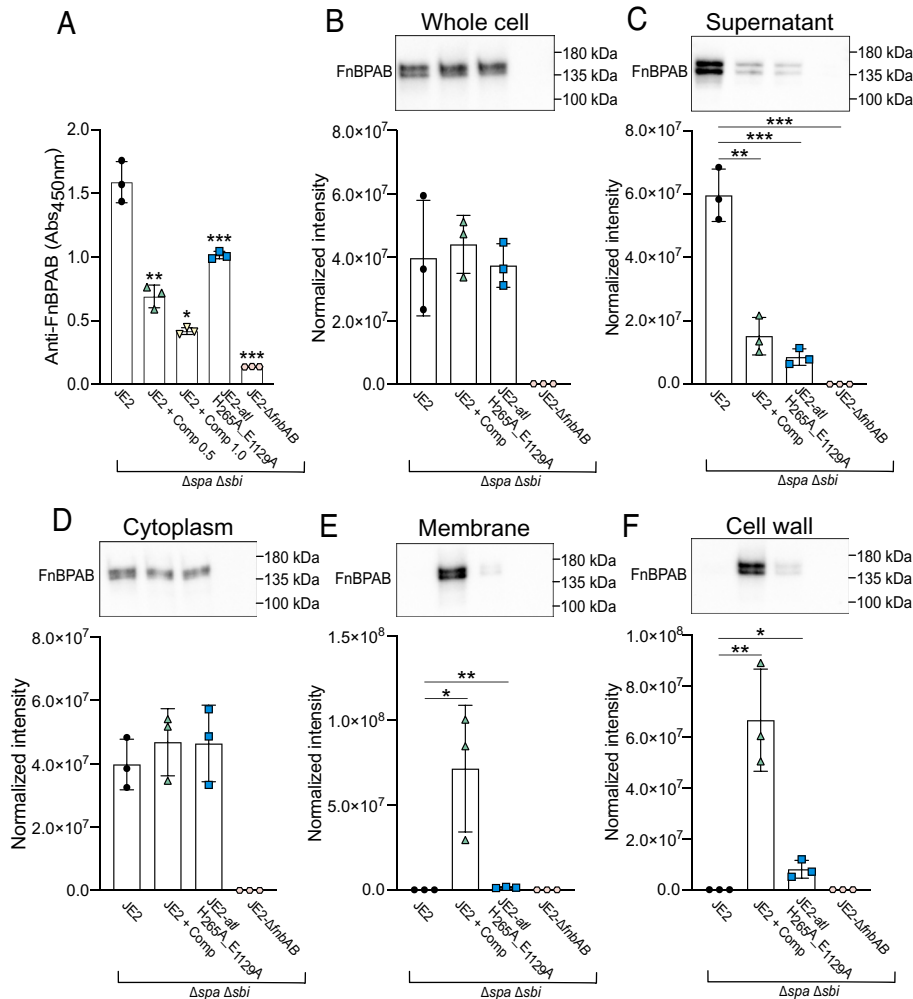 A
Anti-FnBPAB (Abs450nm)
2.0
1.5
1.0
0.5
0.0
**
*
***
***
JE2
JE2 + Comp 0.5
JE2 + Comp 1.0
JE2-atl
H265A_E1129A
JE2-ΔfnbAB
Δspa Δsbi
B
Whole cell
FnBPAB
180 kDa
135 kDa
100 kDa
Normalized intensity
8.0×10⁷
6.0×10⁷
4.0×10⁷
2.0×10⁷
0.0
JE2
JE2 + Comp
JE2-atl
H265A_E1129A
JE2-ΔfnbAB
Δspa Δsbi
C
Supernatant
FnBPAB
180 kDa
135 kDa
100 kDa
Normalized intensity
8.0×10⁷
6.0×10⁷
4.0×10⁷
2.0×10⁷
0.0
***
***
**
JE2
JE2 + Comp
JE2-atl
H265A_E1129A
JE2-ΔfnbAB
Δspa Δsbi
D
Cytoplasm
FnBPAB
180 kDa
135 kDa
100 kDa
Normalized intensity
8.0×10⁷
6.0×10⁷
4.0×10⁷
2.0×10⁷
0.0
JE2
JE2 + Comp
JE2-atl
H265A_E1129A
JE2-ΔfnbAB
Δspa Δsbi
E
Membrane
FnBPAB
180 kDa
135 kDa
100 kDa
Normalized intensity
1.5×10⁸
1.0×10⁸
5.0×10⁷
0.0
**
*
JE2
JE2 + Comp
JE2-atl
H265A_E1129A
JE2-ΔfnbAB
Δspa Δsbi
F
Cell wall
FnBPAB
180 kDa
135 kDa
100 kDa
Normalized intensity
1.0×10⁸
8.0×10⁷
6.0×10⁷
4.0×10⁷
2.0×10⁷
0.0
*
**
JE2
JE2 + Comp
JE2-atl
H265A_E1129A
JE2-ΔfnbAB
Δspa Δsbi